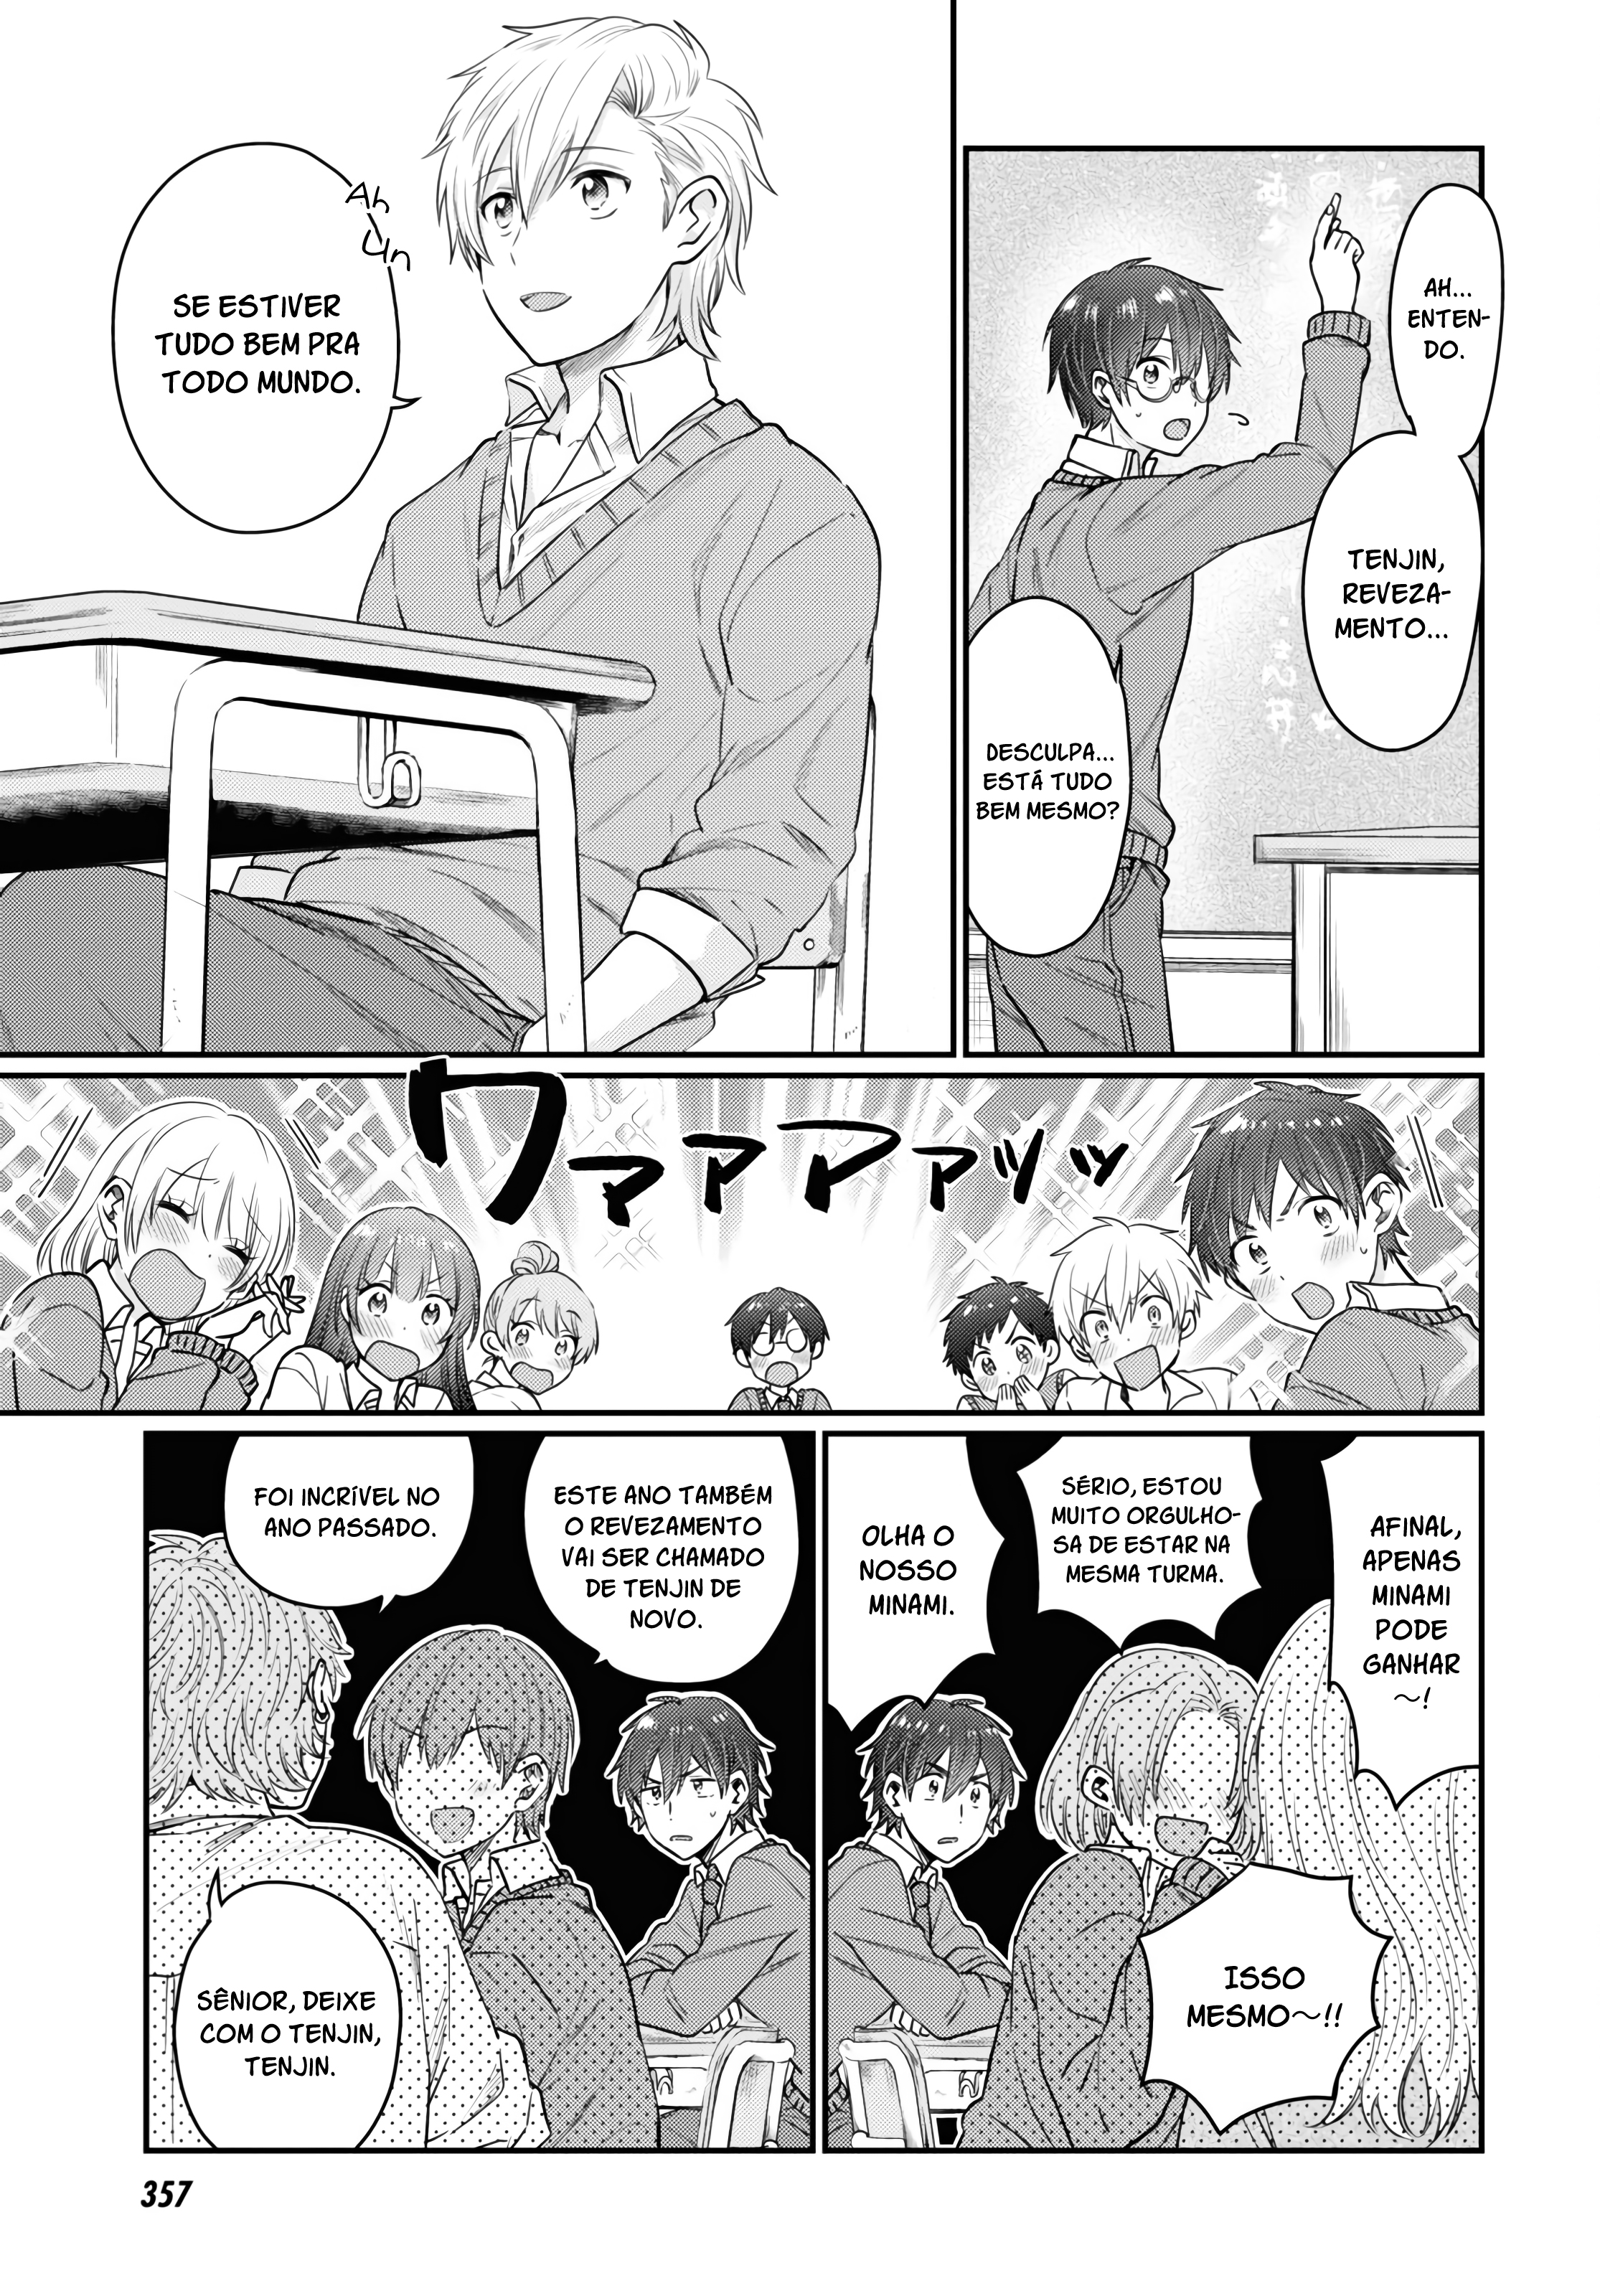 AH...
ENTEN-
DO.
TENJIN,
REVEZA-
MENTO...
DESCULPA...
ESTÁ TUDO
BEM MESMO?
Ah
Un
SE ESTIVER
TUDO BEM PRA
TODO MUNDO.
ワァァァァッッ
AFINAL,
APENAS
MINAMI
PODE
GANHAR
~!
SÉRIO, ESTOU
MUITO ORGULHO-
SA DE ESTAR NA
MESMA TURMA.
OLHA O
NOSSO
MINAMI.
ISSO
MESMO~!!
ESTE ANO TAMBÉM
O REVEZAMENTO
VAI SER CHAMADO
DE TENJIN DE
NOVO.
FOI INCRÍVEL NO
ANO PASSADO.
SÊNIOR, DEIXE
COM O TENJIN,
TENJIN.
357